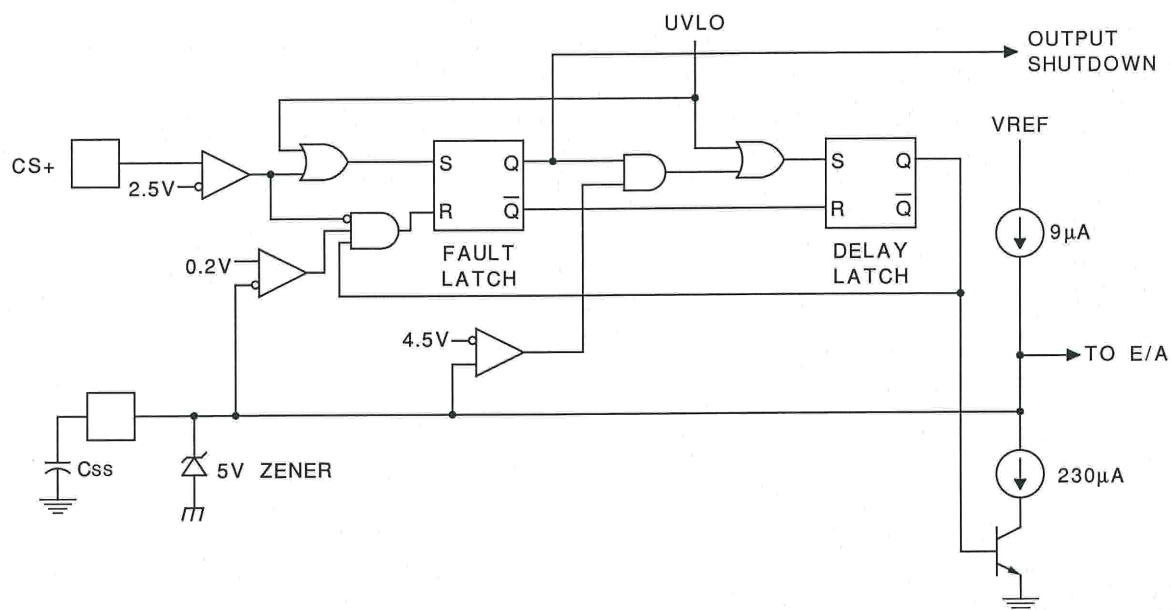 UVLO
OUTPUT
SHUTDOWN
VREF
CS+
2.5V
S Q
R Q̅
FAULT
LATCH
S Q
R Q̅
DELAY
LATCH
9µA
0.2V
4.5V
TO E/A
Css
5V ZENER
230µA